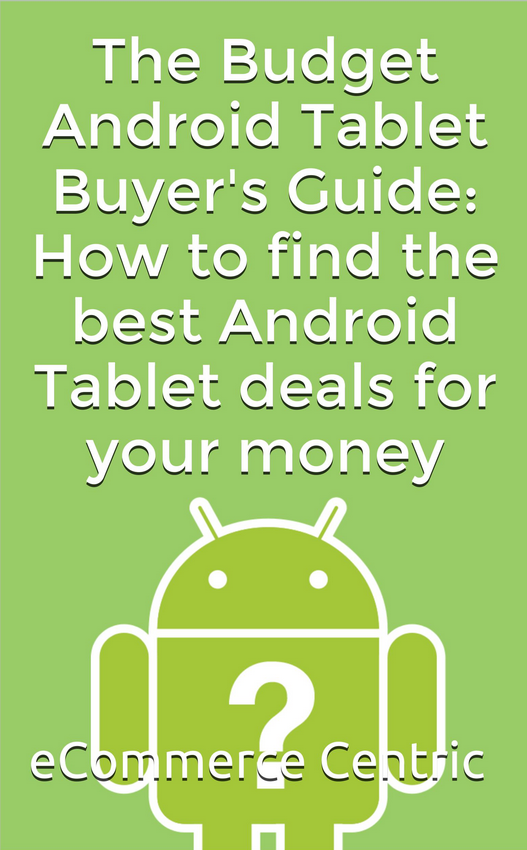 The Budget
Android Tablet
Buyer's Guide:
How to find the
best Android
Tablet deals for
your money
?
eCommerce Centric